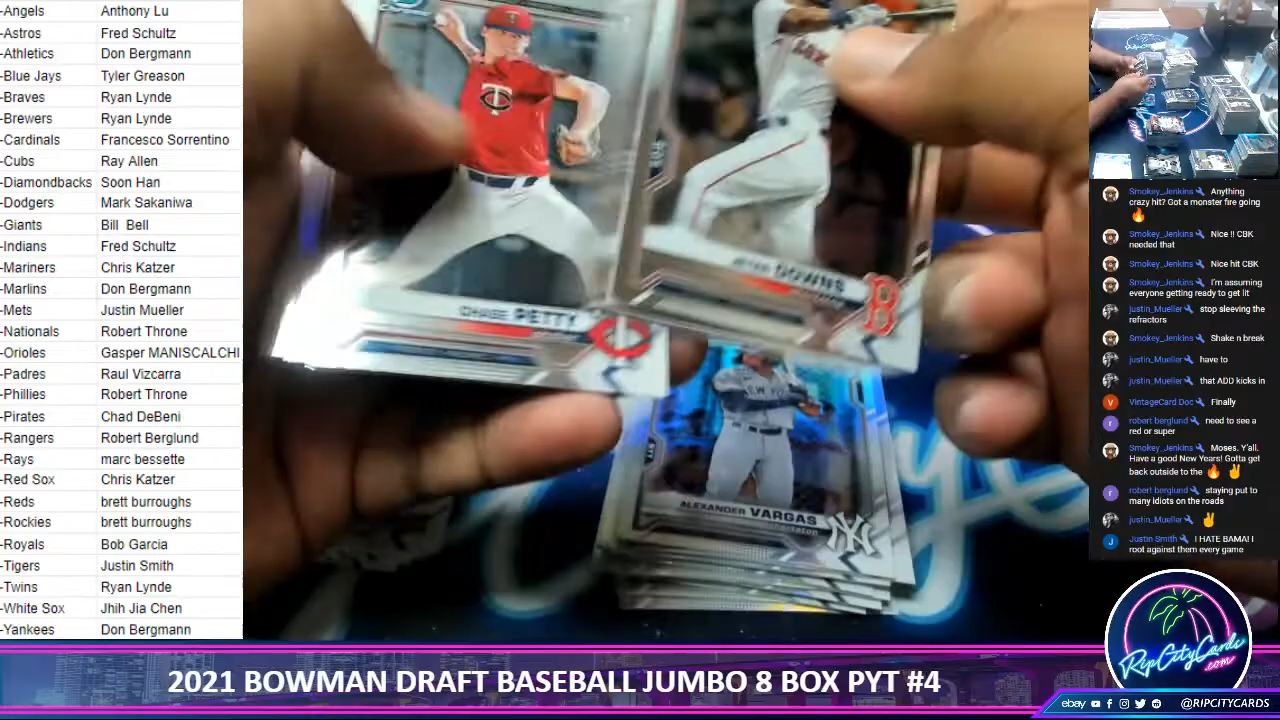 -Angels Anthony Lu
-Astros Fred Schultz
-Athletics Don Bergmann
-Blue Jays Tyler Greason
-Braves Ryan Lynde
-Brewers Ryan Lynde
-Cardinals Francesco Sorrentino
-Cubs Ray Allen
-Diamondbacks Soon Han
-Dodgers Mark Sakaniwa
-Giants Bill Bell
-Indians Fred Schultz
-Mariners Chris Katzer
-Marlins Don Bergmann
-Mets Justin Mueller
-Nationals Robert Throne
-Orioles Gasper MANISCALCHI
-Padres Raul Vizcarra
-Phillies Robert Throne
-Pirates Chad DeBeni
-Rangers Robert Berglund
-Rays marc bessette
-Red Sox Chris Katzer
-Reds brett burroughs
-Rockies brett burroughs
-Royals Bob Garcia
-Tigers Justin Smith
-Twins Ryan Lynde
-White Sox Jhih Jia Chen
-Yankees Don Bergmann
CHASE PETTY
DOWNS
B
NEW YORK
ALEXANDER VARGAS
Smokey_Jenkins Anything
crazy hit? Got a monster fire going
🔥
Smokey_Jenkins Nice !! CBK
needed that
Smokey_Jenkins Nice hit CBK
Smokey_Jenkins I'm assuming
everyone getting ready to get lit
justin_Mueller stop sleeving the
refractors
Smokey_Jenkins Shake n break
justin_Mueller have to
justin_Mueller that ADD kicks in
V VintageCard Doc Finally
r robert berglund need to see a
red or super
Smokey_Jenkins Moses. Y'all.
Have a good New Years! Gotta get
back outside to the 🔥 ✌
r robert berglund staying put to
many idiots on the roads
justin_Mueller ✌
J Justin Smith I HATE BAMA! I
root against them every game
RipCityCards
.com
2021 BOWMAN DRAFT BASEBALL JUMBO 8 BOX PYT #4
ebay @RIPCITYCARDS